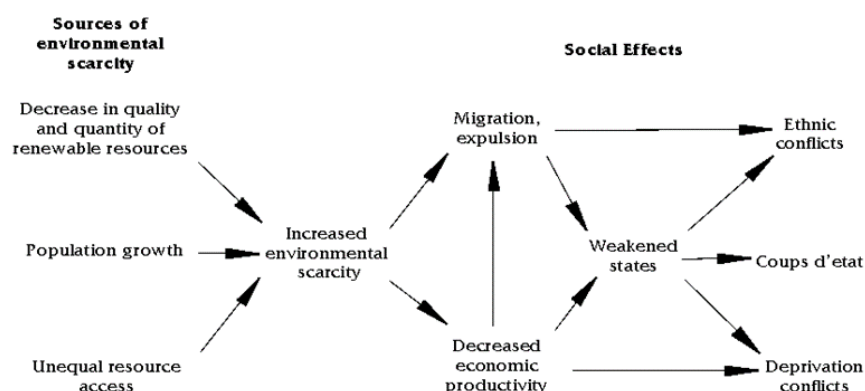 Sources of
environmental
scarcity
Social Effects
Decrease in quality
and quantity of
renewable resources
Migration,
expulsion
Ethnic
conflicts
Population growth
Increased
environmental
scarcity
Weakened
states
Coups d'etat
Unequal resource
access
Decreased
economic
productivity
Deprivation
conflicts